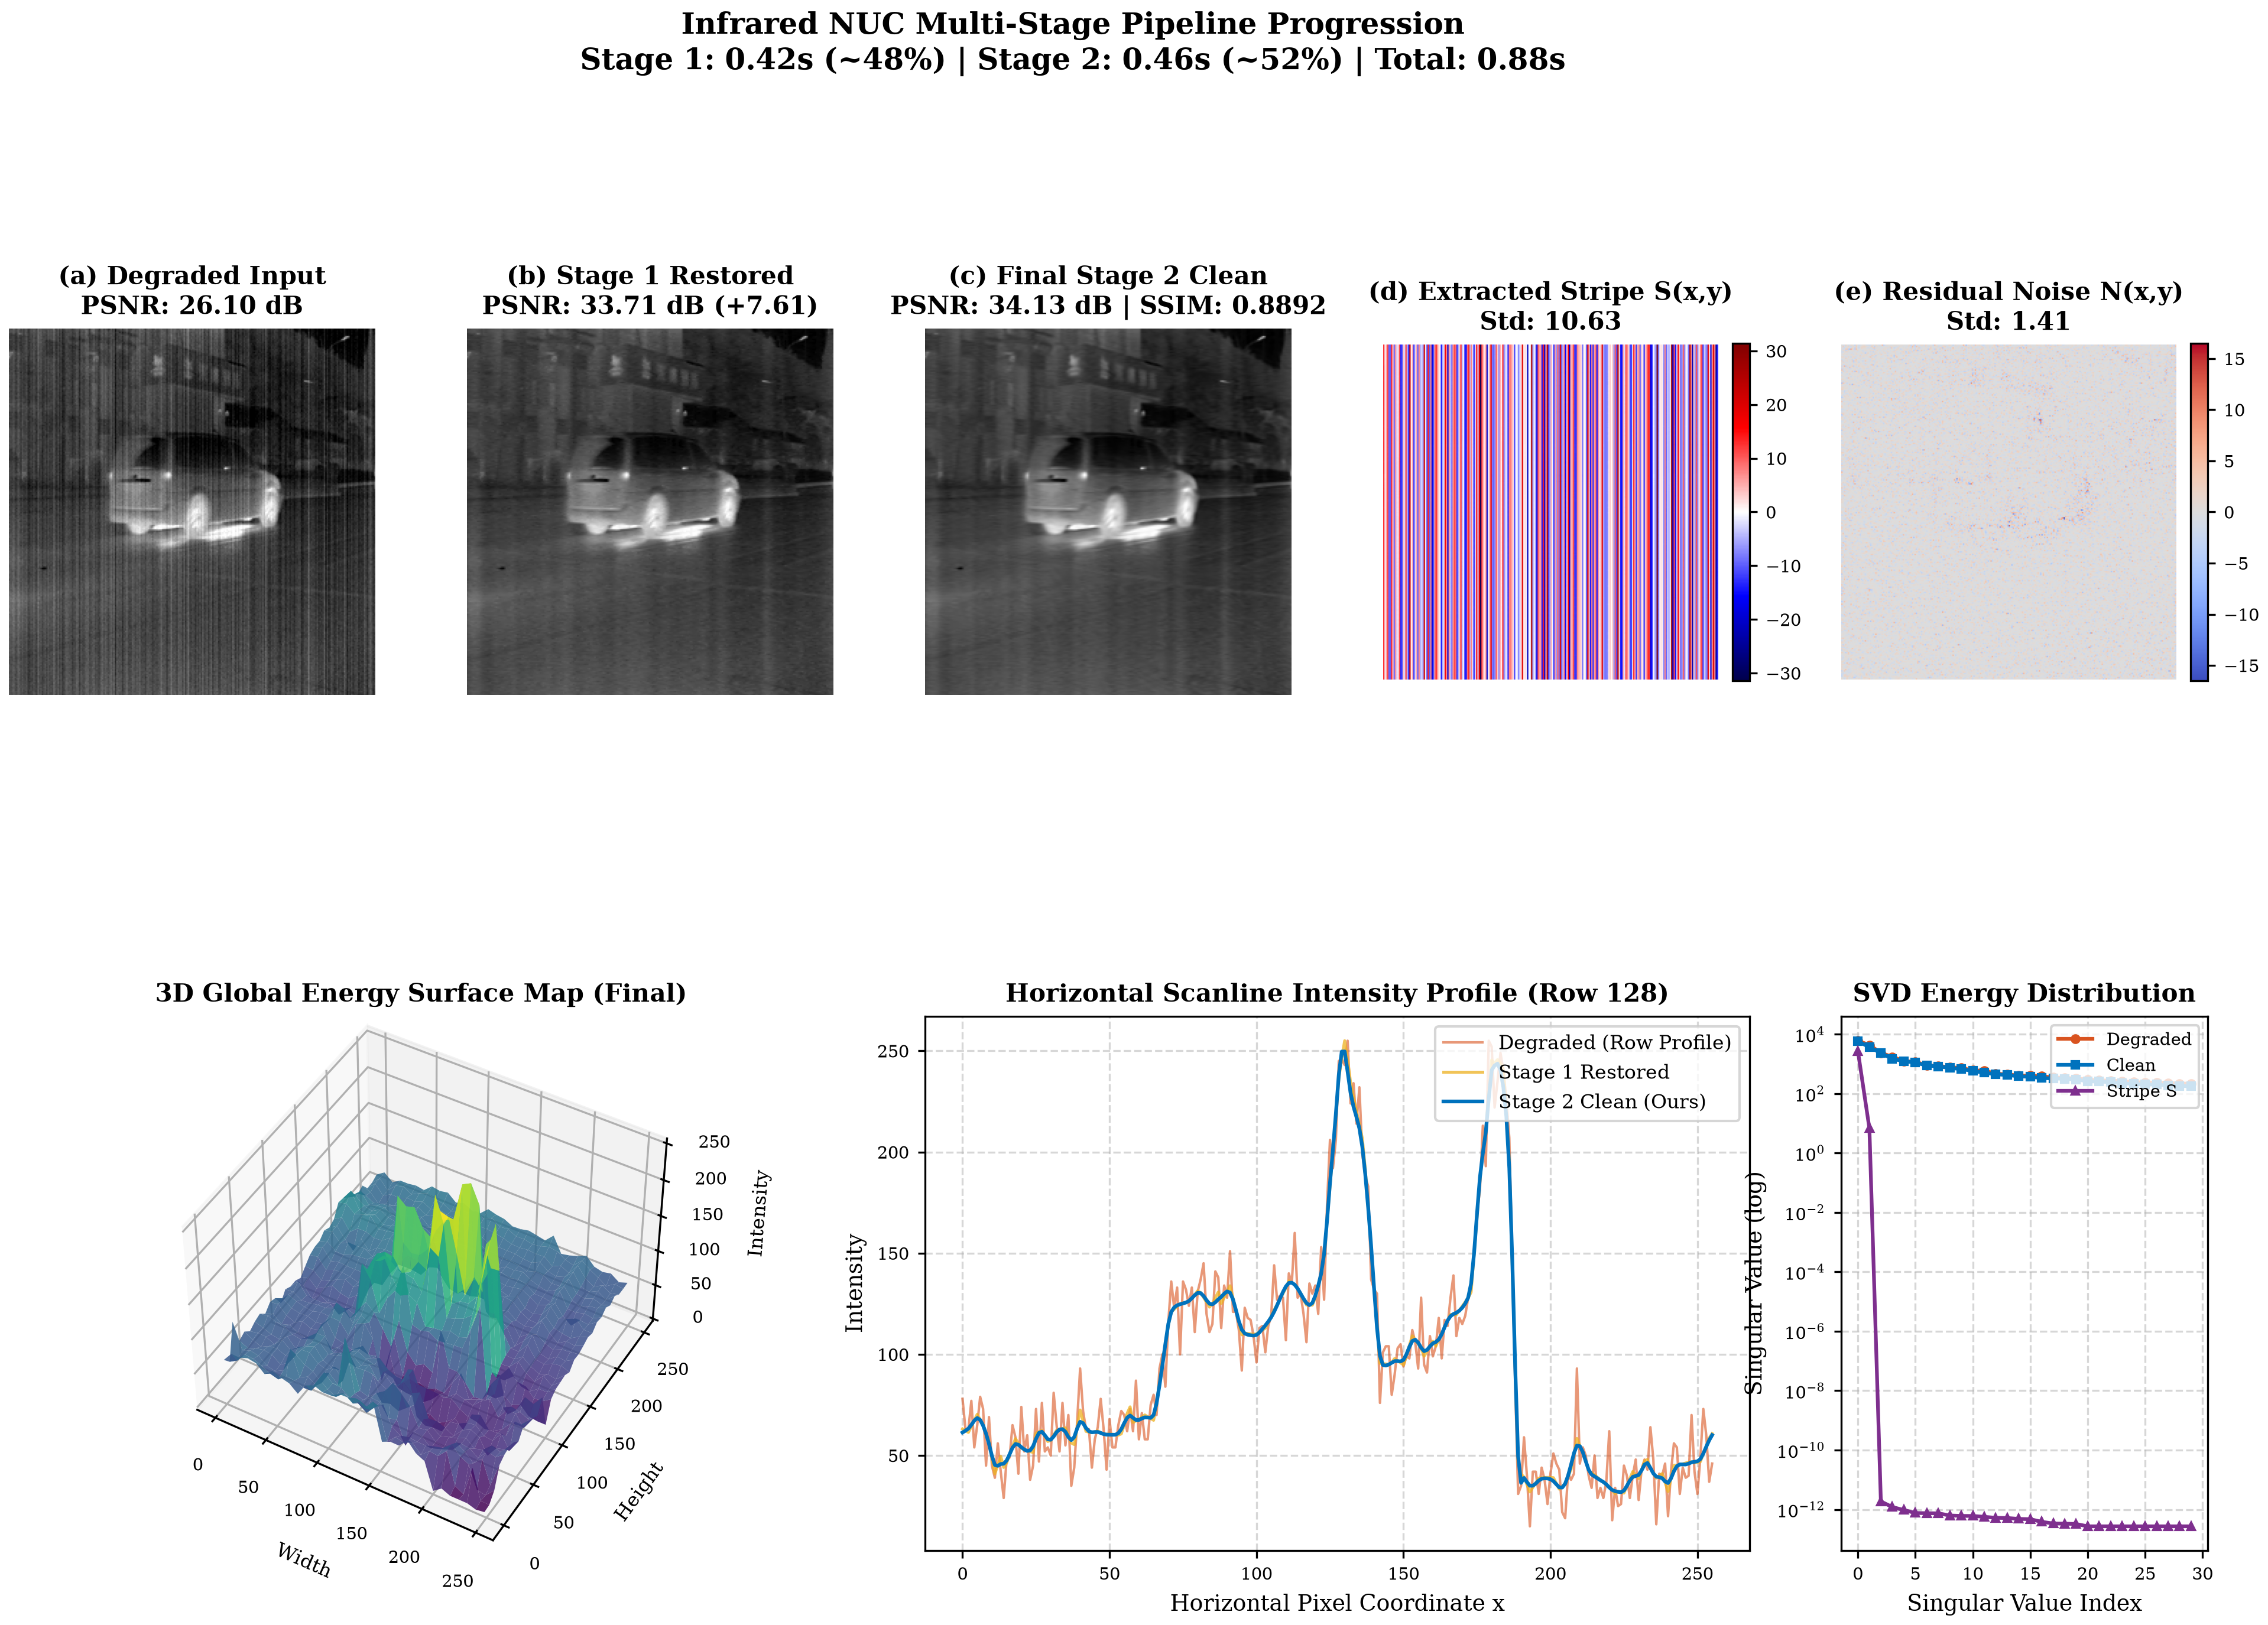 Infrared NUC Multi-Stage Pipeline Progression
Stage 1: 0.42s (~48%) | Stage 2: 0.46s (~52%) | Total: 0.88s
(a) Degraded Input
PSNR: 26.10 dB
(b) Stage 1 Restored
PSNR: 33.71 dB (+7.61)
(c) Final Stage 2 Clean
PSNR: 34.13 dB | SSIM: 0.8892
(d) Extracted Stripe S(x,y)
Std: 10.63
30
20
10
0
−10
−20
−30
(e) Residual Noise N(x,y)
Std: 1.41
15
10
5
0
−5
−10
−15
3D Global Energy Surface Map (Final)
250
200
150
100
50
0
Intensity
250
200
150
100
50
0
Height
0
50
100
150
200
250
Width
Horizontal Scanline Intensity Profile (Row 128)
Degraded (Row Profile)
Stage 1 Restored
Stage 2 Clean (Ours)
250
200
150
100
50
Intensity
0
50
100
150
200
250
Horizontal Pixel Coordinate x
SVD Energy Distribution
Degraded
Clean
Stripe S
10^4
10^2
10^0
10^−2
10^−4
10^−6
10^−8
10^−10
10^−12
Singular Value (log)
0
5
10
15
20
25
30
Singular Value Index